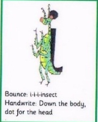 Bounce: i-i-i-insect
Handwrite: Down the body,
dot for the head